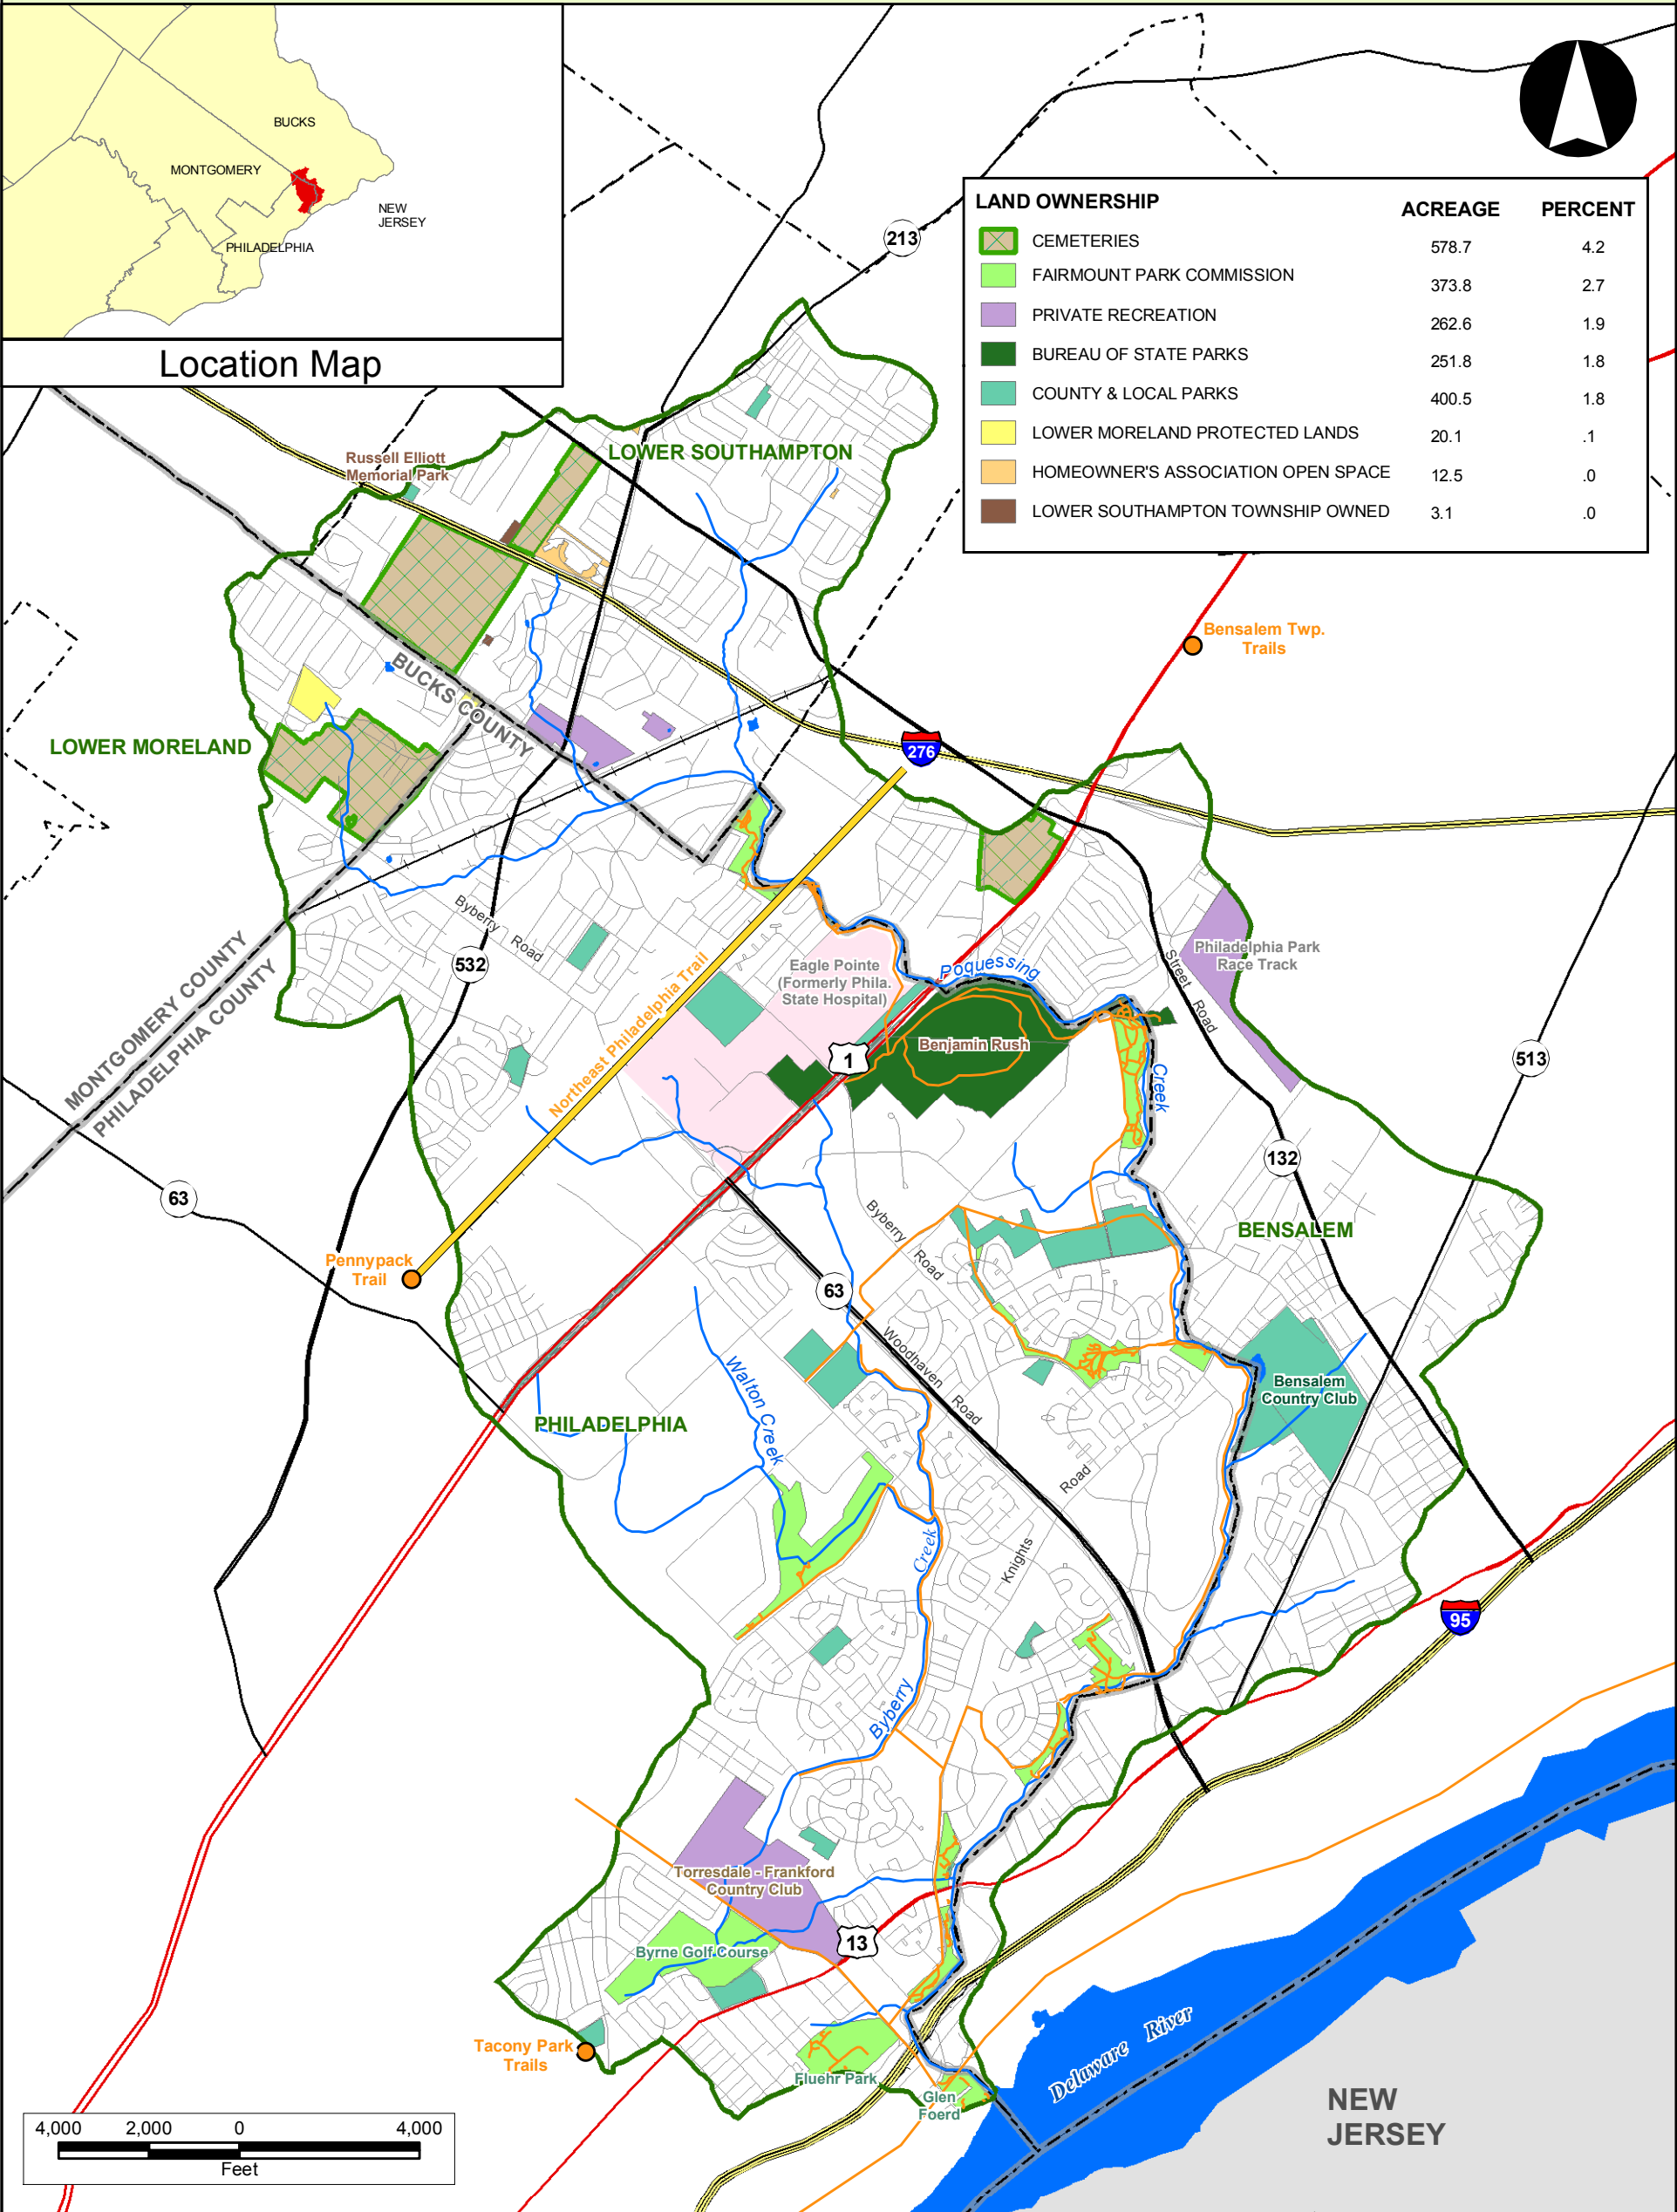 BUCKS
MONTGOMERY
NEW
JERSEY
PHILADELPHIA
Location Map
213
LAND OWNERSHIP ACREAGE PERCENT
CEMETERIES 578.7 4.2
FAIRMOUNT PARK COMMISSION 373.8 2.7
PRIVATE RECREATION 262.6 1.9
BUREAU OF STATE PARKS 251.8 1.8
COUNTY & LOCAL PARKS 400.5 1.8
LOWER MORELAND PROTECTED LANDS 20.1 .1
HOMEOWNER'S ASSOCIATION OPEN SPACE 12.5 .0
LOWER SOUTHAMPTON TOWNSHIP OWNED 3.1 .0
LOWER SOUTHAMPTON
Russell Elliott
Memorial Park
Bensalem Twp.
Trails
BUCKS COUNTY
LOWER MORELAND
276
Byberry Road
532
MONTGOMERY COUNTY
PHILADELPHIA COUNTY
Northeast Philadelphia Trail
Eagle Pointe
(Formerly Phila.
State Hospital)
Poquessing
Creek
Street Road
Philadelphia Park
Race Track
Benjamin Rush
1
513
132
63
BENSALEM
Byberry Road
Pennypack
Trail
63
Woodhaven Road
Walton Creek
Bensalem
Country Club
PHILADELPHIA
Knights Road
Byberry Creek
95
Torresdale - Frankford
Country Club
13
Byrne Golf Course
Tacony Park
Trails
Fluehr Park
Glen
Foerd
Delaware River
NEW
JERSEY
4,000 2,000 0 4,000
Feet